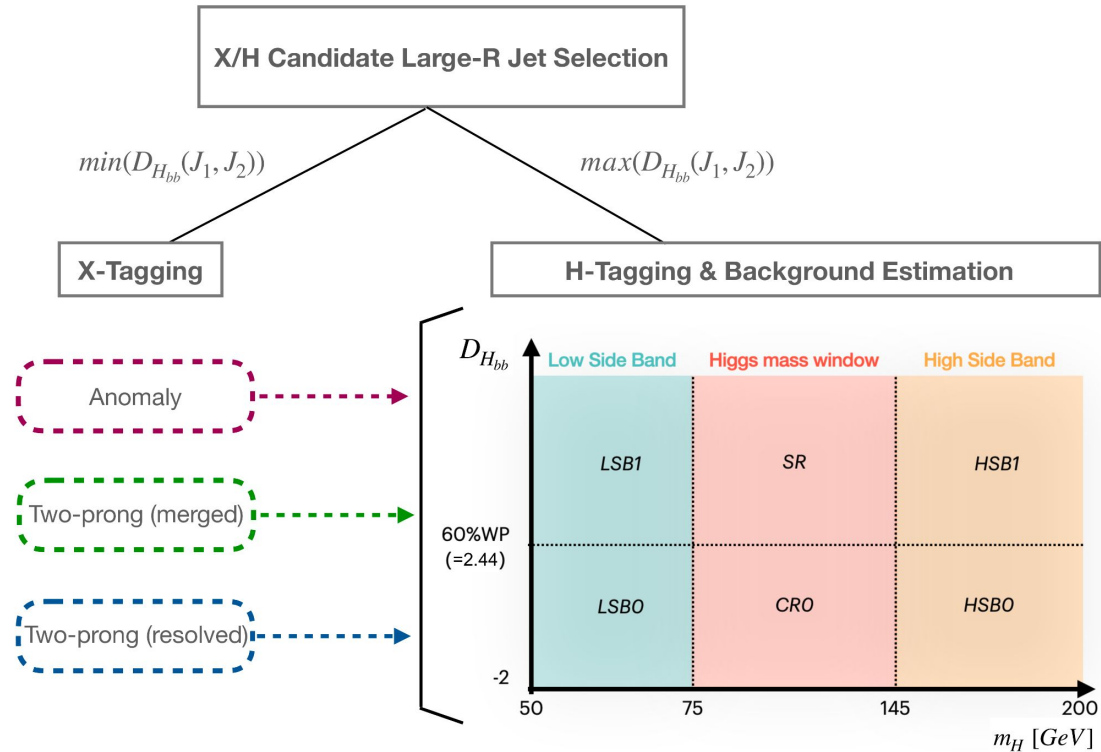 X/H Candidate Large-R Jet Selection
min(D_{H_{bb}}(J_1, J_2))
max(D_{H_{bb}}(J_1, J_2))
X-Tagging
H-Tagging & Background Estimation
Anomaly
Two-prong (merged)
Two-prong (resolved)
D_{H_{bb}}
Low Side Band
Higgs mass window
High Side Band
LSB1
SR
HSB1
60%WP
(=2.44)
LSB0
CR0
HSB0
-2
50
75
145
200
m_H [GeV]